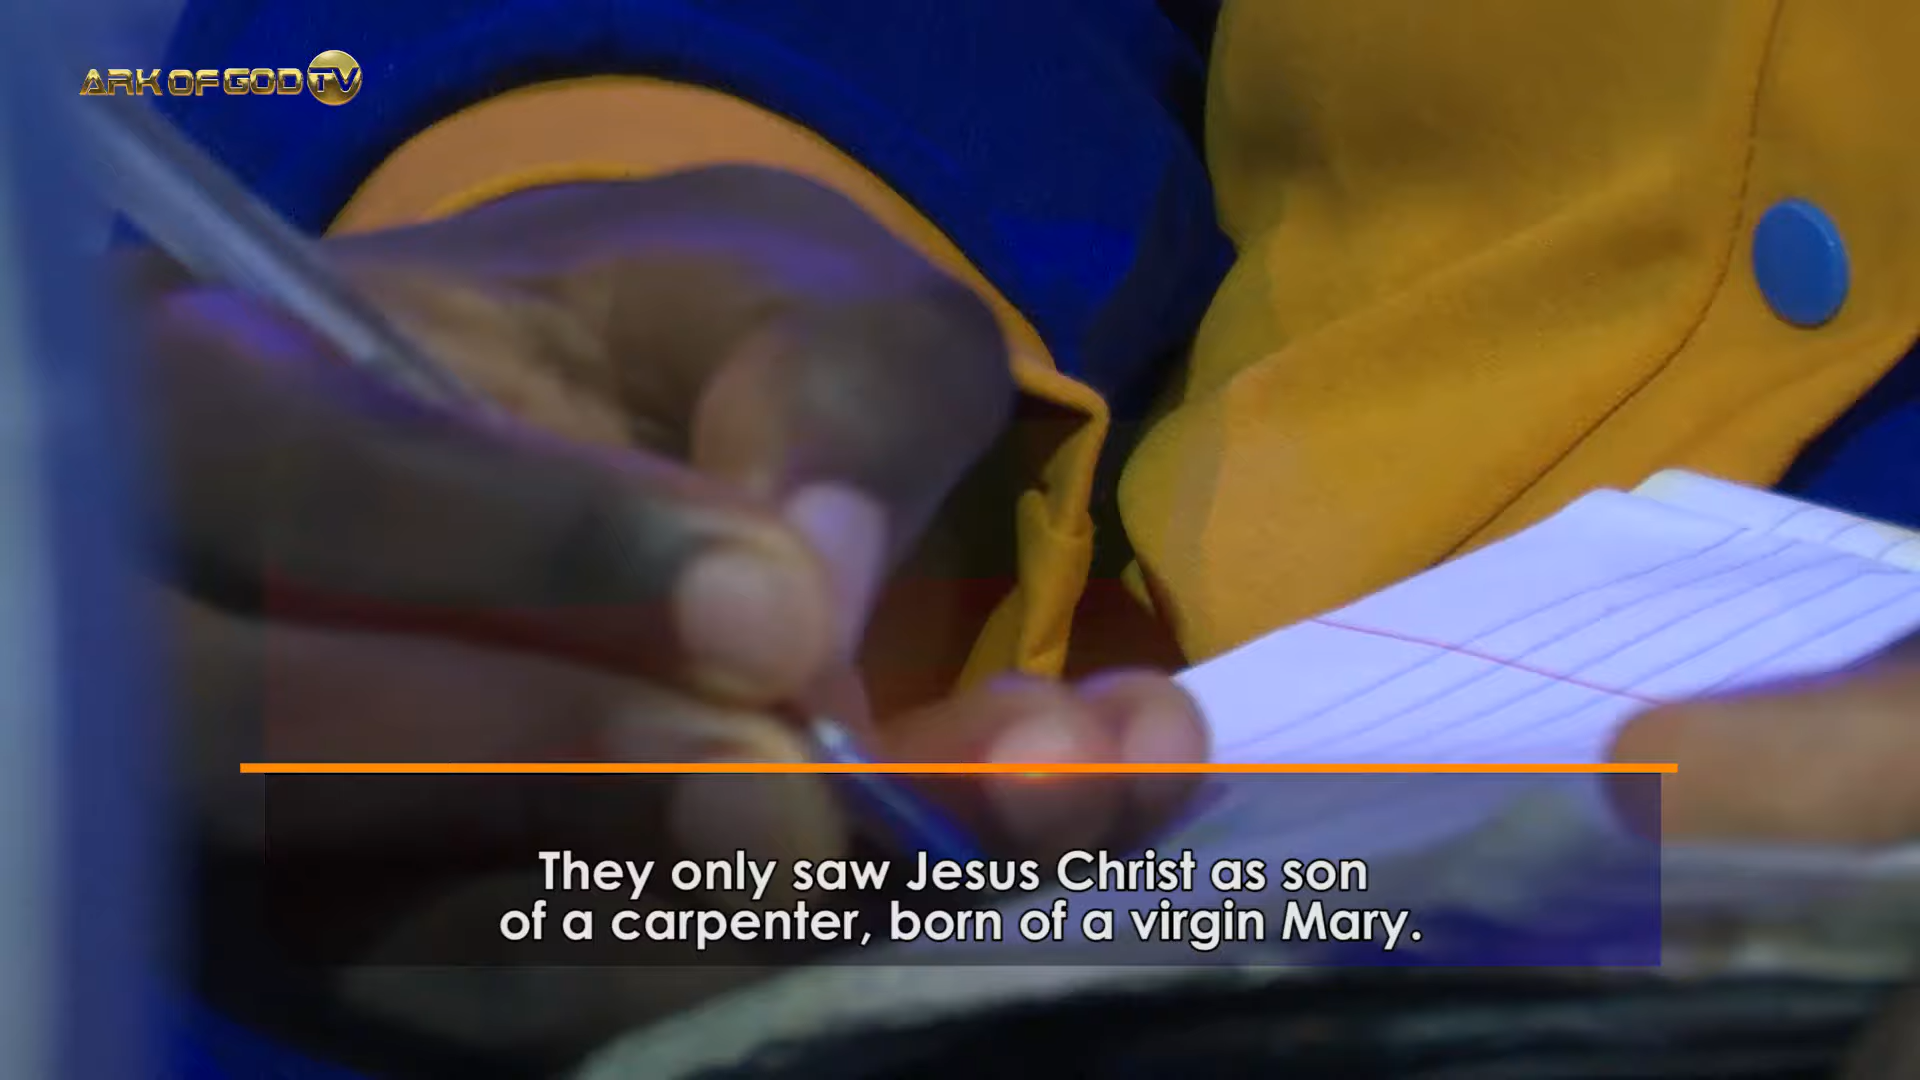 ARK OF GOD TV
They only saw Jesus Christ as son
of a carpenter, born of a virgin Mary.